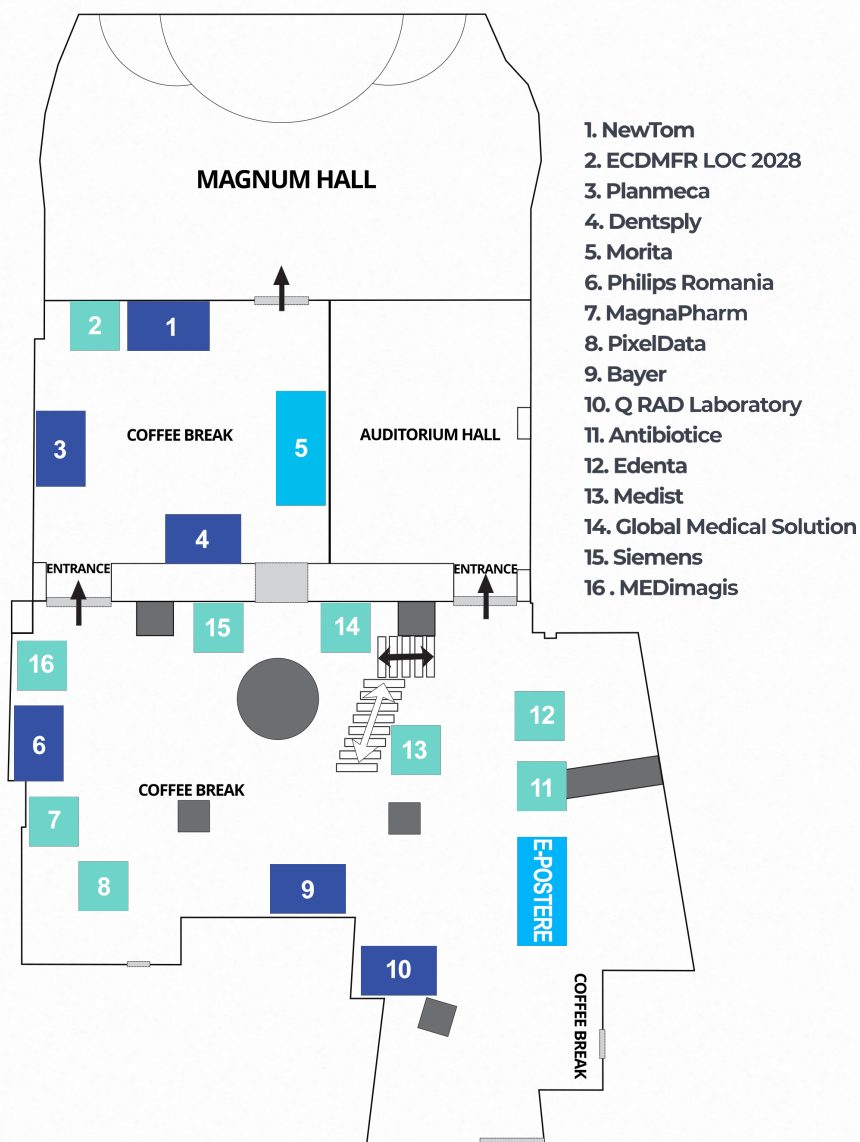 MAGNUM HALL
1. NewTom
2. ECDMFR LOC 2028
3. Planmeca
4. Dentsply
5. Morita
6. Philips Romania
7. MagnaPharm
8. PixelData
9. Bayer
10. Q RAD Laboratory
11. Antibiotice
12. Edenta
13. Medist
14. Global Medical Solution
15. Siemens
16 . MEDimagis
2
1
3
COFFEE BREAK
5
AUDITORIUM HALL
4
ENTRANCE
ENTRANCE
15
14
16
12
6
13
11
COFFEE BREAK
7
8
9
E-POSTERE
10
COFFEE BREAK